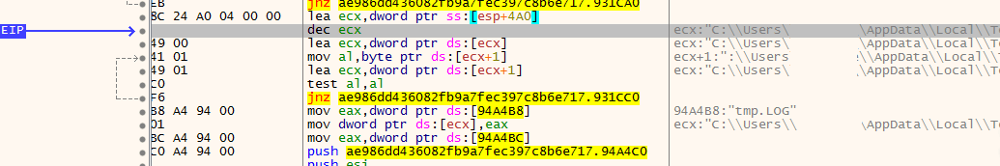 EB jnz ae986dd436082fb9a7fec397c8b6e717.931CA0
8C 24 A0 04 00 00 lea ecx,dword ptr ss:[esp+4A0]
EIP dec ecx ecx:"C:\\Users\ \AppData\\Local\\T
49 00 lea ecx,dword ptr ds:[ecx] ecx:"C:\\Users\ \AppData\\Local\\T
41 01 mov al,byte ptr ds:[ecx+1] ecx+1:":\\Users \\AppData\\Local\\
49 01 lea ecx,dword ptr ds:[ecx+1] ecx:"C:\\Users\ \AppData\\Local\\T
C0 test al,al
F6 jnz ae986dd436082fb9a7fec397c8b6e717.931CC0
B8 A4 94 00 mov eax,dword ptr ds:[94A4B8] 94A4B8:"tmp.LOG"
01 mov dword ptr ds:[ecx],eax ecx:"C:\\Users\\ \AppData\\Local\\T
BC A4 94 00 mov eax,dword ptr ds:[94A4BC]
C0 A4 94 00 push ae986dd436082fb9a7fec397c8b6e717.94A4C0
push esi